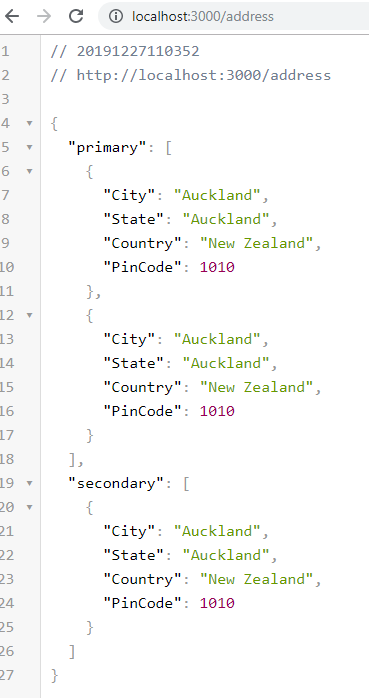 localhost:3000/address
1 // 20191227110352
2 // http://localhost:3000/address
3
4 {
5 "primary": [
6 {
7 "City": "Auckland",
8 "State": "Auckland",
9 "Country": "New Zealand",
10 "PinCode": 1010
11 },
12 {
13 "City": "Auckland",
14 "State": "Auckland",
15 "Country": "New Zealand",
16 "PinCode": 1010
17 }
18 ],
19 "secondary": [
20 {
21 "City": "Auckland",
22 "State": "Auckland",
23 "Country": "New Zealand",
24 "PinCode": 1010
25 }
26 ]
27 }